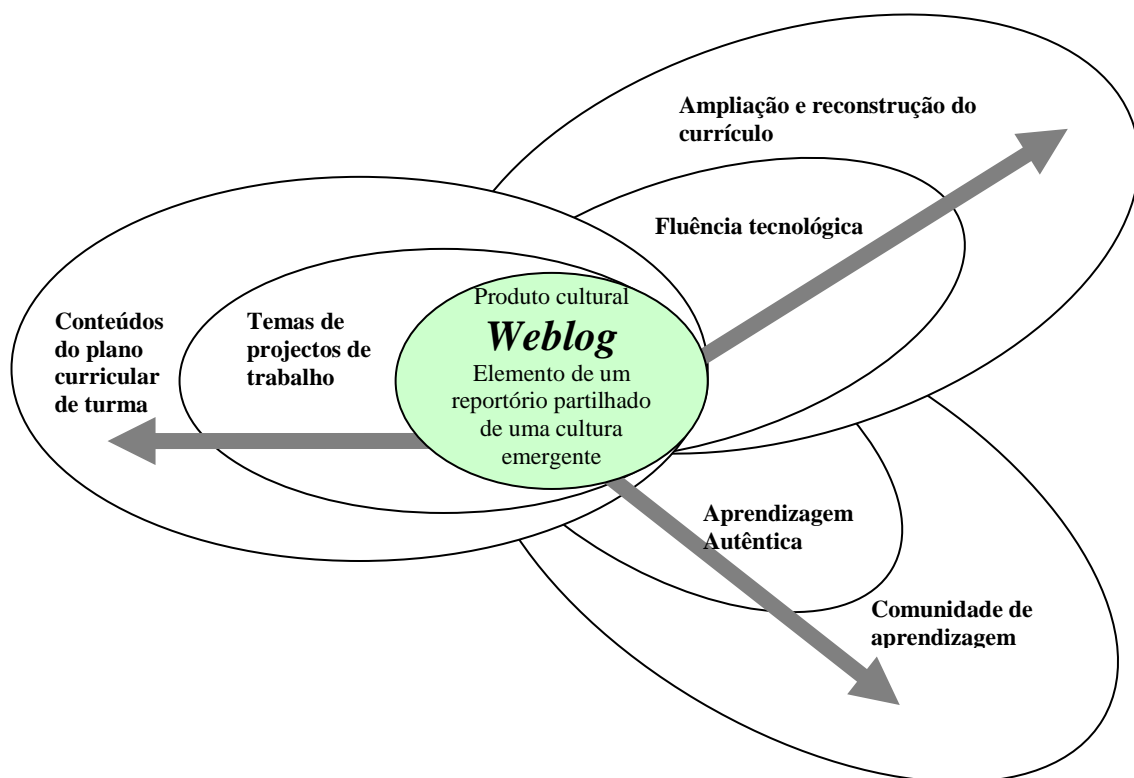 Ampliação e reconstrução do
currículo
Fluência tecnológica
Produto cultural
Weblog
Elemento de um
reportório partilhado
de uma cultura
emergente
Conteúdos
do plano
curricular
de turma
Temas de
projectos de
trabalho
Aprendizagem
Autêntica
Comunidade de
aprendizagem